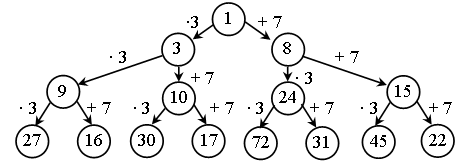 1
·3 + 7
3 8
· 3 + 7 · 3 + 7
9 10 24 15
· 3 + 7 · 3 + 7 · 3 + 7 · 3 + 7
27 16 30 17 72 31 45 22